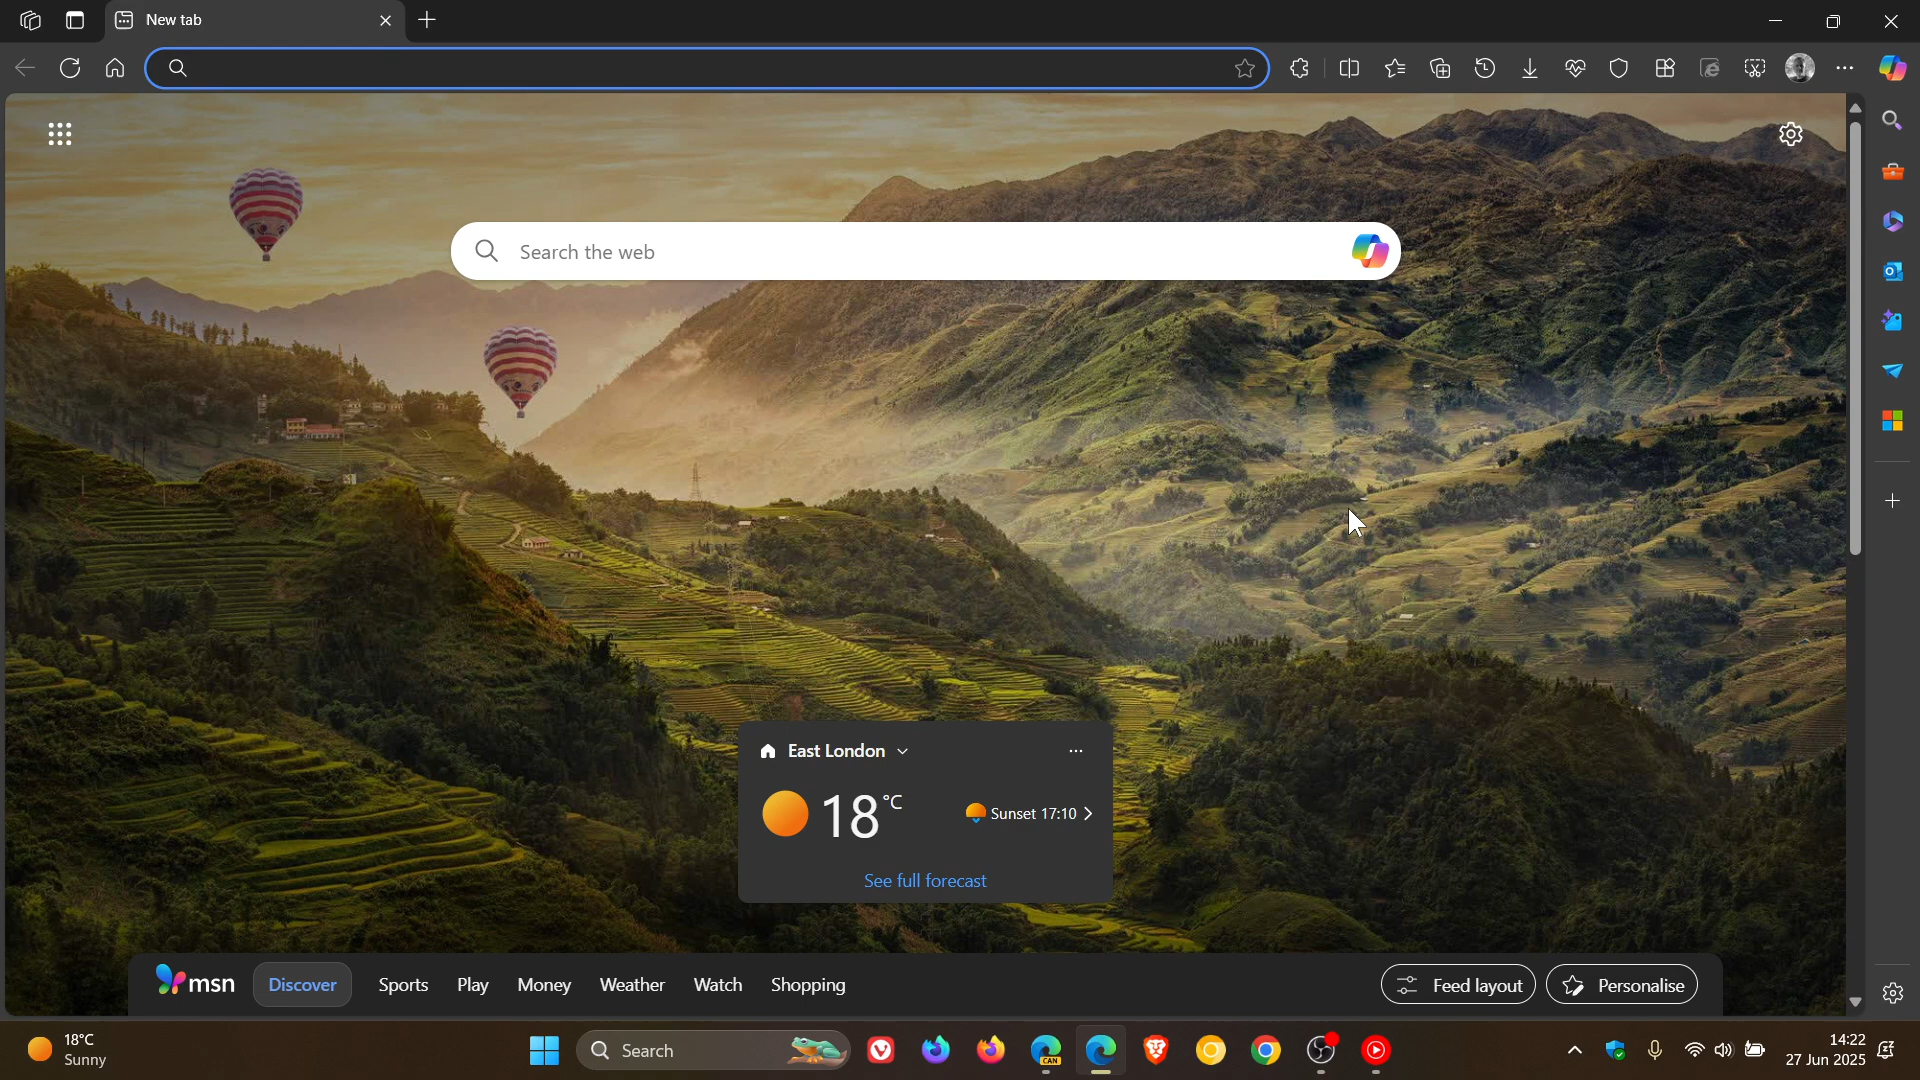 New tab
Search the web
East London
18 °C
Sunset 17:10
See full forecast
msn Discover Sports Play Money Weather Watch Shopping Feed layout Personalise
18°C
Sunny
Search
CAN
14:22
27 Jun 2025